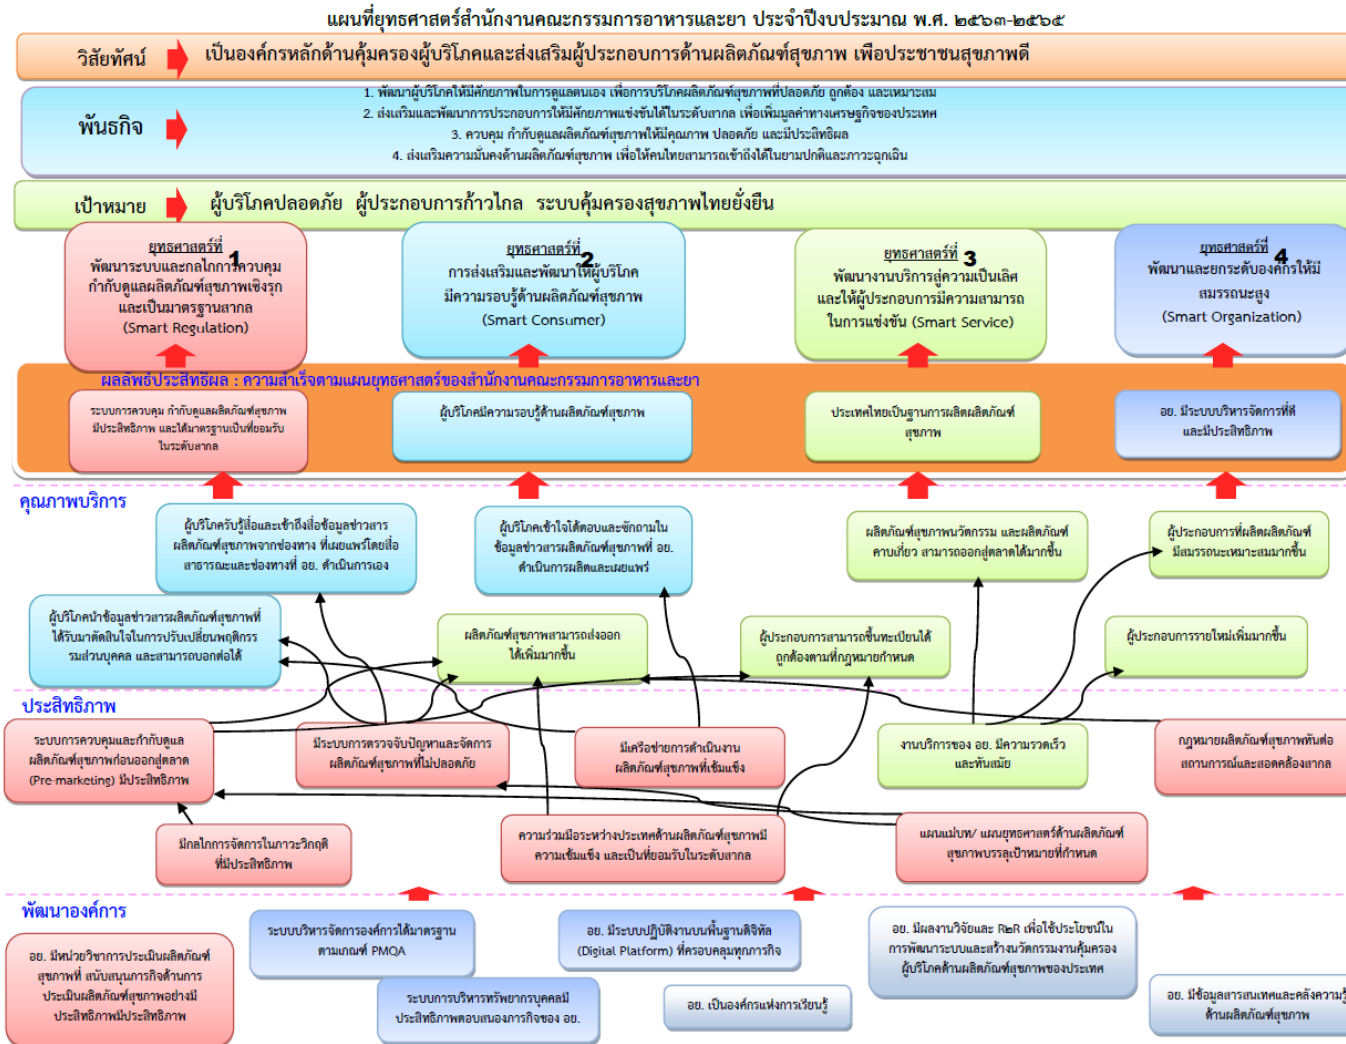 แผนที่ยุทธศาสตร์สำนักงานคณะกรรมการอาหารและยา ประจำปีงบประมาณ พ.ศ. ๒๕๖๓-๒๕๖๕
วิสัยทัศน์
เป็นองค์กรหลักด้านคุ้มครองผู้บริโภคและส่งเสริมผู้ประกอบการด้านผลิตภัณฑ์สุขภาพ เพื่อประชาชนสุขภาพดี
พันธกิจ
1. พัฒนาผู้บริโภคให้มีศักยภาพในการดูแลตนเอง เพื่อการบริโภคผลิตภัณฑ์สุขภาพที่ปลอดภัย ถูกต้อง และเหมาะสม
2. ส่งเสริมและพัฒนาการประกอบการให้มีศักยภาพแข่งขันได้ในระดับสากล เพื่อเพิ่มมูลค่าทางเศรษฐกิจของประเทศ
3. ควบคุม กำกับดูแลผลิตภัณฑ์สุขภาพให้มีคุณภาพ ปลอดภัย และมีประสิทธิผล
4. ส่งเสริมความมั่นคงด้านผลิตภัณฑ์สุขภาพ เพื่อให้คนไทยสามารถเข้าถึงได้ในยามปกติและภาวะฉุกเฉิน
เป้าหมาย
ผู้บริโภคปลอดภัย ผู้ประกอบการก้าวไกล ระบบคุ้มครองสุขภาพไทยยั่งยืน
ยุทธศาสตร์ที่ 1
พัฒนาระบบและกลไกการควบคุม
กำกับดูแลผลิตภัณฑ์สุขภาพเชิงรุก
และเป็นมาตรฐานสากล
(Smart Regulation)
ยุทธศาสตร์ที่ 2
การส่งเสริมและพัฒนาให้ผู้บริโภค
มีความรอบรู้ด้านผลิตภัณฑ์สุขภาพ
(Smart Consumer)
ยุทธศาสตร์ที่ 3
พัฒนางานบริการสู่ความเป็นเลิศ
และให้ผู้ประกอบการมีความสามารถ
ในการแข่งขัน (Smart Service)
ยุทธศาสตร์ที่ 4
พัฒนาและยกระดับองค์กรให้มี
สมรรถนะสูง
(Smart Organization)
ผลลัพธ์ประสิทธิผล : ความสำเร็จตามแผนยุทธศาสตร์ของสำนักงานคณะกรรมการอาหารและยา
ระบบการควบคุม กำกับดูแลผลิตภัณฑ์สุขภาพ
มีประสิทธิภาพ และได้มาตรฐานเป็นที่ยอมรับ
ในระดับสากล
ผู้บริโภคมีความรอบรู้ด้านผลิตภัณฑ์สุขภาพ
ประเทศไทยเป็นฐานการผลิตผลิตภัณฑ์
สุขภาพ
อย. มีระบบบริหารจัดการที่ดี
และมีประสิทธิภาพ
คุณภาพบริการ
ผู้บริโภครับรู้สื่อและเข้าถึงสื่อข้อมูลข่าวสาร
ผลิตภัณฑ์สุขภาพจากช่องทาง ที่เผยแพร่โดยสื่อ
สาธารณะและช่องทางที่ อย. ดำเนินการเอง
ผู้บริโภคเข้าใจโต้ตอบและซักถามใน
ข้อมูลข่าวสารผลิตภัณฑ์สุขภาพที่ อย.
ดำเนินการผลิตและเผยแพร่
ผลิตภัณฑ์สุขภาพนวัตกรรม และผลิตภัณฑ์
คาบเกี่ยว สามารถออกสู่ตลาดได้มากขึ้น
ผู้ประกอบการที่ผลิตผลิตภัณฑ์
มีสมรรถนะเหมาะสมมากขึ้น
ผู้บริโภคนำข้อมูลข่าวสารผลิตภัณฑ์สุขภาพที่
ได้รับมาตัดสินใจในการปรับเปลี่ยนพฤติกร
รมส่วนบุคคล และสามารถบอกต่อได้
ผลิตภัณฑ์สุขภาพสามารถส่งออก
ได้เพิ่มมากขึ้น
ผู้ประกอบการสามารถขึ้นทะเบียนได้
ถูกต้องตามที่กฎหมายกำหนด
ผู้ประกอบการรายใหม่เพิ่มมากขึ้น
ประสิทธิภาพ
ระบบการควบคุมและกำกับดูแล
ผลิตภัณฑ์สุขภาพก่อนออกสู่ตลาด
(Pre-marketing) มีประสิทธิภาพ
มีระบบการตรวจจับปัญหาและจัดการ
ผลิตภัณฑ์สุขภาพที่ไม่ปลอดภัย
มีเครือข่ายการดำเนินงาน
ผลิตภัณฑ์สุขภาพที่เข้มแข็ง
งานบริการของ อย. มีความรวดเร็ว
และทันสมัย
กฎหมายผลิตภัณฑ์สุขภาพทันต่อ
สถานการณ์และสอดคล้องสากล
มีกลไกการจัดการในภาวะวิกฤติ
ที่มีประสิทธิภาพ
ความร่วมมือระหว่างประเทศด้านผลิตภัณฑ์สุขภาพมี
ความเข้มแข็ง และเป็นที่ยอมรับในระดับสากล
แผนแม่บท/ แผนยุทธศาสตร์ด้านผลิตภัณฑ์
สุขภาพบรรลุเป้าหมายที่กำหนด
พัฒนาองค์การ
อย. มีหน่วยวิชาการประเมินผลิตภัณฑ์
สุขภาพที่ สนับสนุนภารกิจด้านการ
ประเมินผลิตภัณฑ์สุขภาพอย่างมี
ประสิทธิภาพมีประสิทธิภาพ
ระบบบริหารจัดการองค์การได้มาตรฐาน
ตามเกณฑ์ PMQA
อย. มีระบบปฏิบัติงานบนพื้นฐานดิจิทัล
(Digital Platform) ที่ครอบคลุมทุกภารกิจ
อย. มีผลงานวิจัยและ R2R เพื่อใช้ประโยชน์ใน
การพัฒนาระบบและสร้างนวัตกรรมงานคุ้มครอง
ผู้บริโภคด้านผลิตภัณฑ์สุขภาพของประเทศ
ระบบการบริหารทรัพยากรบุคคลมี
ประสิทธิภาพตอบสนองภารกิจของ อย.
อย. เป็นองค์กรแห่งการเรียนรู้
อย. มีข้อมูลสารสนเทศและคลังความรู้
ด้านผลิตภัณฑ์สุขภาพ